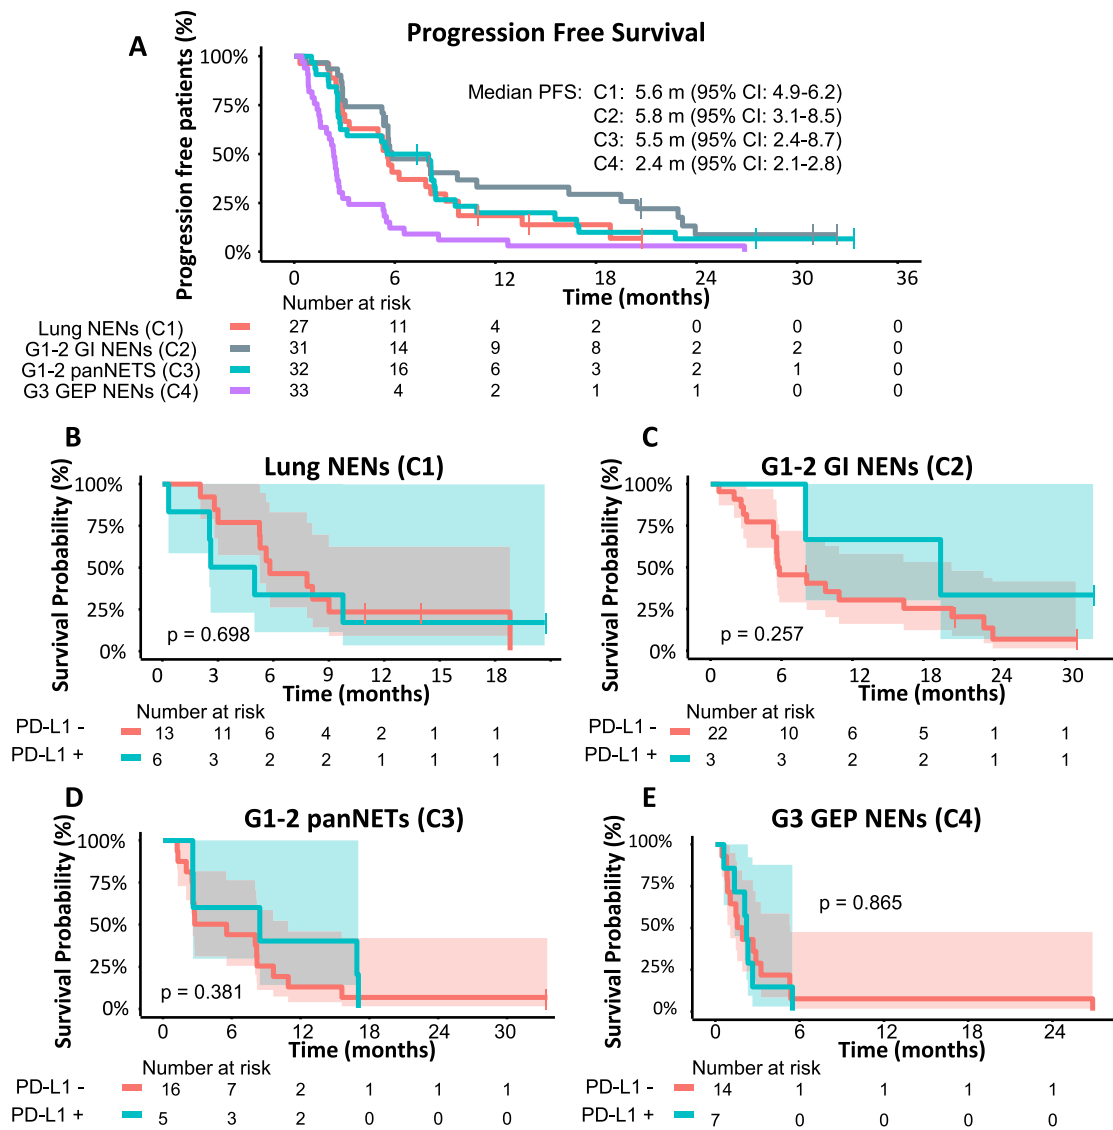 A
Progression Free Survival
Progression free patients (%)
100%
75%
50%
25%
0%
Median PFS: C1: 5.6 m (95% CI: 4.9-6.2)
C2: 5.8 m (95% CI: 3.1-8.5)
C3: 5.5 m (95% CI: 2.4-8.7)
C4: 2.4 m (95% CI: 2.1-2.8)
0 6 12 18 24 30 36
Number at risk
Time (months)
Lung NENs (C1) 27 11 4 2 0 0 0
G1-2 GI NENs (C2) 31 14 9 8 2 2 0
G1-2 panNETS (C3) 32 16 6 3 2 1 0
G3 GEP NENs (C4) 33 4 2 1 1 0 0
B
Lung NENs (C1)
Survival Probability (%)
100%
75%
50%
25%
0%
p = 0.698
0 3 6 9 12 15 18
Time (months)
Number at risk
PD-L1 - 13 11 6 4 2 1 1
PD-L1 + 6 3 2 2 1 1 1
C
G1-2 GI NENs (C2)
Survival Probability (%)
100%
75%
50%
25%
0%
p = 0.257
0 6 12 18 24 30
Time (months)
Number at risk
PD-L1 - 22 10 6 5 1 1
PD-L1 + 3 3 2 2 1 1
D
G1-2 panNETs (C3)
Survival Probability (%)
100%
75%
50%
25%
0%
p = 0.381
0 6 12 18 24 30
Time (months)
Number at risk
PD-L1 - 16 7 2 1 1 1
PD-L1 + 5 3 2 0 0 0
E
G3 GEP NENs (C4)
Survival Probability (%)
100%
75%
50%
25%
0%
p = 0.865
0 6 12 18 24
Time (months)
Number at risk
PD-L1 - 14 1 1 1 1
PD-L1 + 7 0 0 0 0